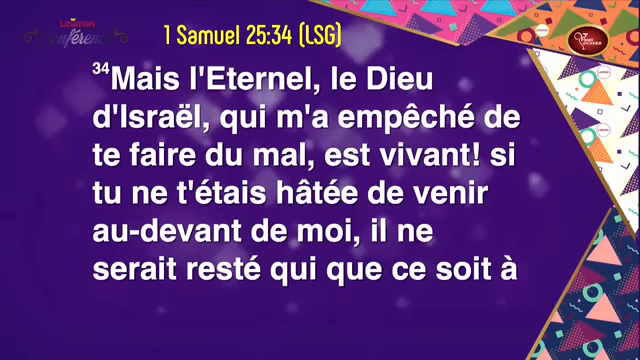 Leaman
Conférence
1 Samuel 25:34 (LSG)
34Mais l'Eternel, le Dieu
d'Israël, qui m'a empêché de
te faire du mal, est vivant! si
tu ne t'étais hâtée de venir
au-devant de moi, il ne
serait resté qui que ce soit à